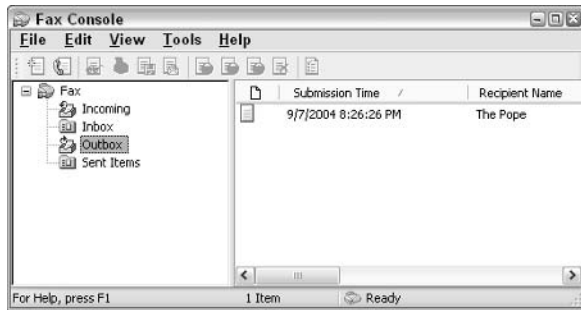 Fax Console
File Edit View Tools Help
Fax
Incoming
Inbox
Outbox
Sent Items
Submission Time Recipient Name
9/7/2004 8:26:26 PM The Pope
For Help, press F1 1 Item Ready